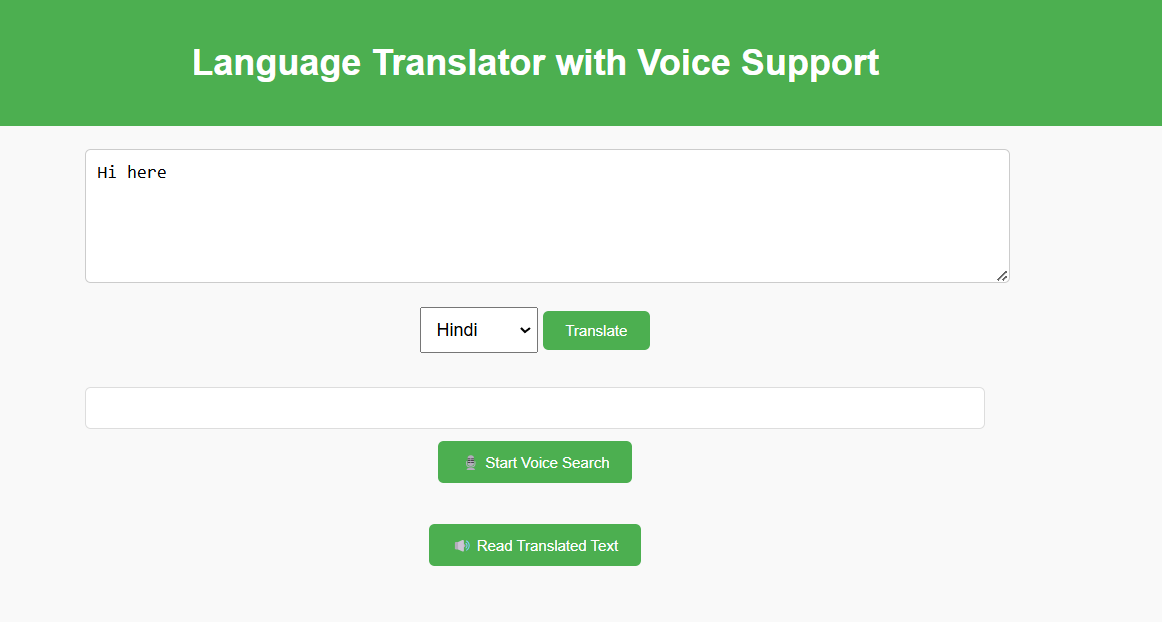 Language Translator with Voice Support
Hi here
Hindi
Translate
Start Voice Search
Read Translated Text